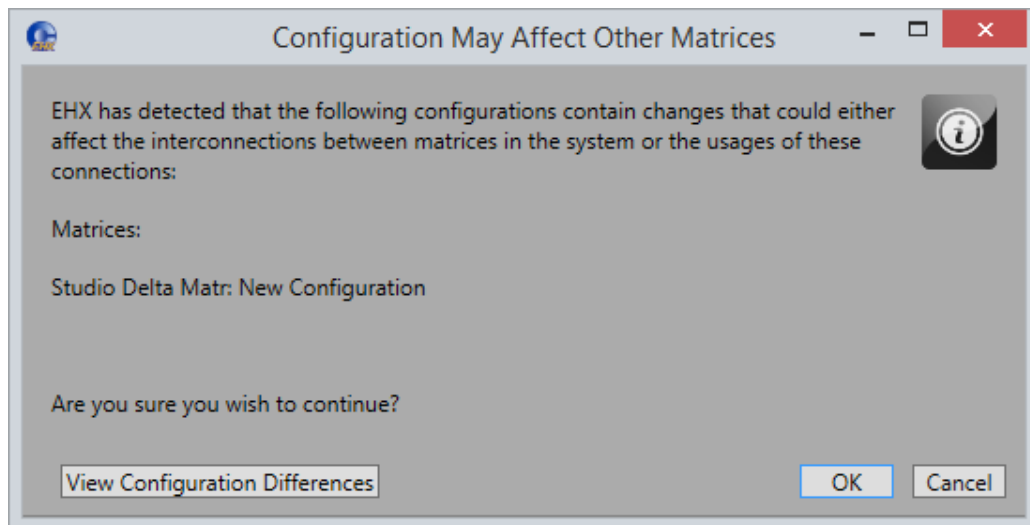 Configuration May Affect Other Matrices
EHX has detected that the following configurations contain changes that could either
affect the interconnections between matrices in the system or the usages of these
connections:
Matrices:
Studio Delta Matr: New Configuration
Are you sure you wish to continue?
View Configuration Differences
OK
Cancel